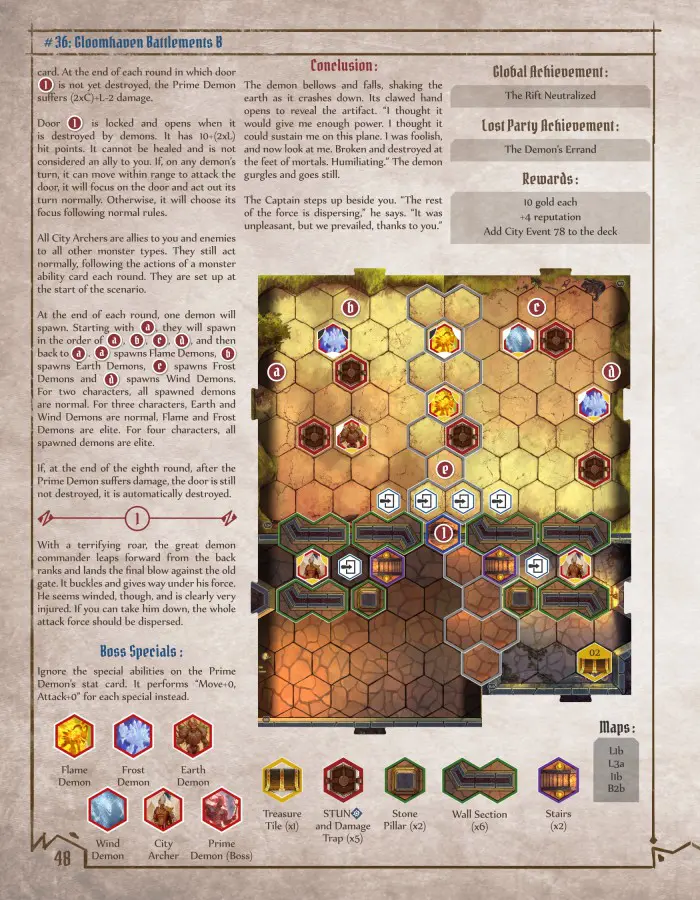 #36: Gloomhaven Battlements B
card. At the end of each round in which door
1 is not yet destroyed, the Prime Demon
suffers (2xC)+L-2 damage.
Door 1 is locked and opens when it
is destroyed by demons. It has 10+(2xL)
hit points. It cannot be healed and is not
considered an ally to you. If, on any demon's
turn, it can move within range to attack the
door, it will focus on the door and act out its
turn normally. Otherwise, it will choose its
focus following normal rules.
All City Archers are allies to you and enemies
to all other monster types. They still act
normally, following the actions of a monster
ability card each round. They are set up at
the start of the scenario.
At the end of each round, one demon will
spawn. Starting with a, they will spawn
in the order of a, b, c, d, and then
back to a. a spawns Flame Demons, b
spawns Earth Demons, c spawns Frost
Demons and d spawns Wind Demons.
For two characters, all spawned demons
are normal. For three characters, Earth and
Wind Demons are normal, Flame and Frost
Demons are elite. For four characters, all
spawned demons are elite.
If, at the end of the eighth round, after the
Prime Demon suffers damage, the door is still
not destroyed, it is automatically destroyed.
1
With a terrifying roar, the great demon
commander leaps forward from the back
ranks and lands the final blow against the old
gate. It buckles and gives way under his force.
He seems winded, though, and is clearly very
injured. If you can take him down, the whole
attack force should be dispersed.
Boss Specials:
Ignore the special abilities on the Prime
Demon's stat card. It performs "Move+0,
Attack+0" for each special instead.
Flame
Demon
Frost
Demon
Earth
Demon
Wind
Demon
City
Archer
Prime
Demon (Boss)
48
Conclusion:
The demon bellows and falls, shaking the
earth as it crashes down. Its clawed hand
opens to reveal the artifact. "I thought it
would give me enough power. I thought it
could sustain me on this plane. I was foolish,
and now look at me. Broken and destroyed at
the feet of mortals. Humiliating." The demon
gurgles and goes still.
The Captain steps up beside you. "The rest
of the force is dispersing," he says. "It was
unpleasant, but we prevailed, thanks to you."
Global Achievement:
The Rift Neutralized
Lost Party Achievement:
The Demon's Errand
Rewards:
10 gold each
+4 reputation
Add City Event 78 to the deck
b
c
a
d
e
1
02
Treasure
Tile (x1)
STUN
and Damage
Trap (x5)
Stone
Pillar (x2)
Wall Section
(x6)
Stairs
(x2)
Maps:
L1b
L3a
I1b
B2b